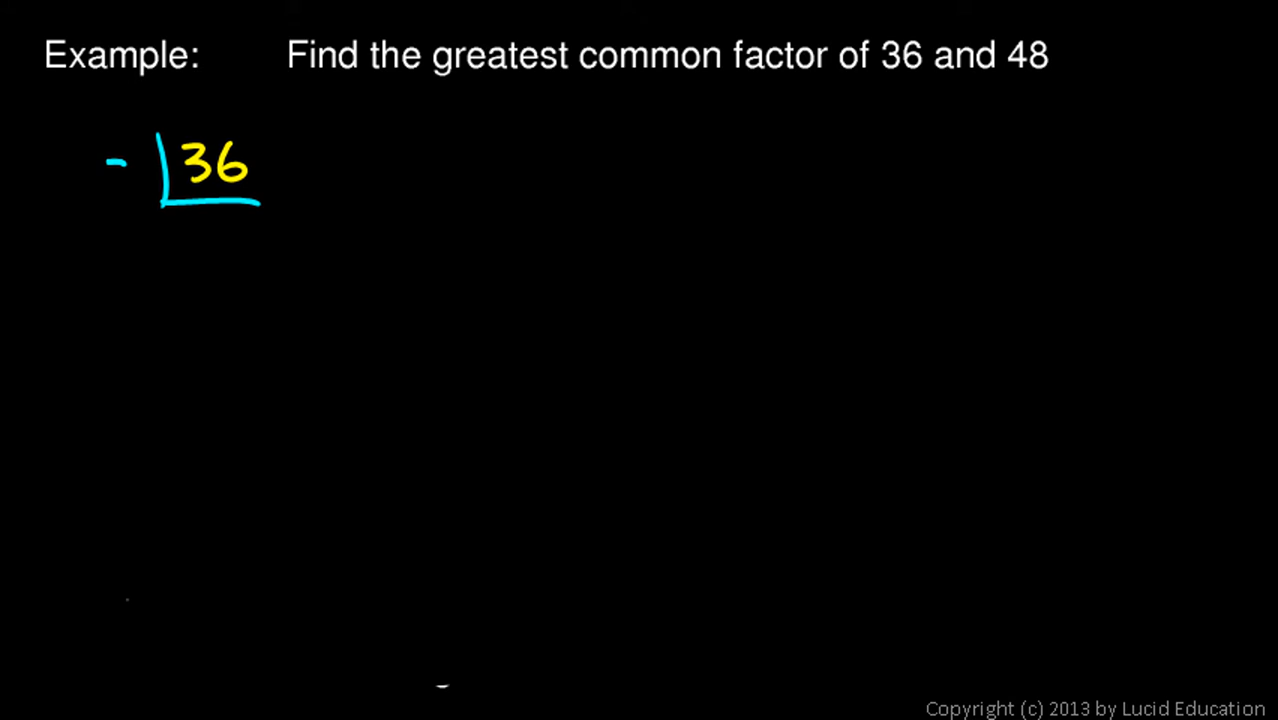 Example: Find the greatest common factor of 36 and 48
- 36
Copyright (c) 2013 by Lucid Education